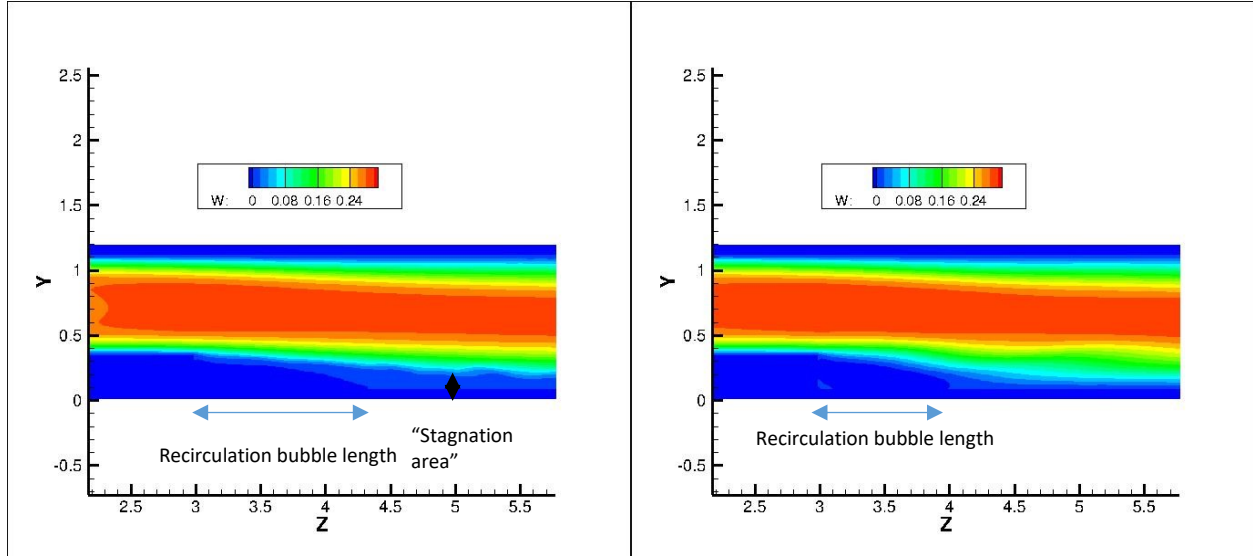 2.5
2
1.5
W: 0 0.08 0.16 0.24
1
Y
0.5
0
-0.5
Recirculation bubble length
“Stagnation
area”
2.5 3 3.5 4 4.5 5 5.5
Z
2.5
2
1.5
W: 0 0.08 0.16 0.24
1
Y
0.5
0
-0.5
Recirculation bubble length
2.5 3 3.5 4 4.5 5 5.5
Z